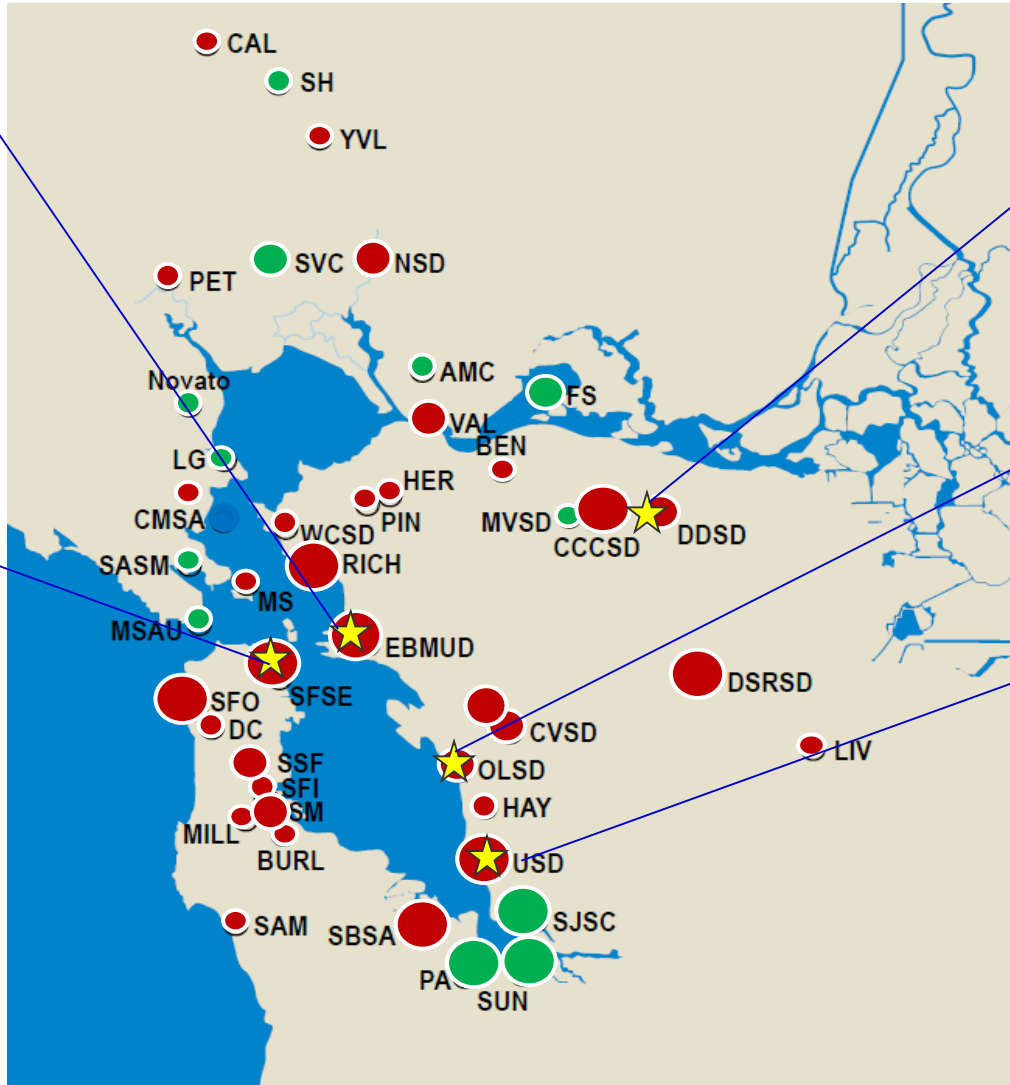 CAL
SH
YVL
SVC
NSD
PET
AMC
Novato
FS
VAL
BEN
LG
HER
PIN
CMSA
WCSD
MVSD
CCCSD
DDSD
SASM
RICH
MS
MSAU
EBMUD
SFSE
DSRSD
SFO
DC
CVSD
LIV
SSF
OLSD
SFI
SM
HAY
MILL
BURL
USD
SAM
SBSA
SJSC
PA
SUN